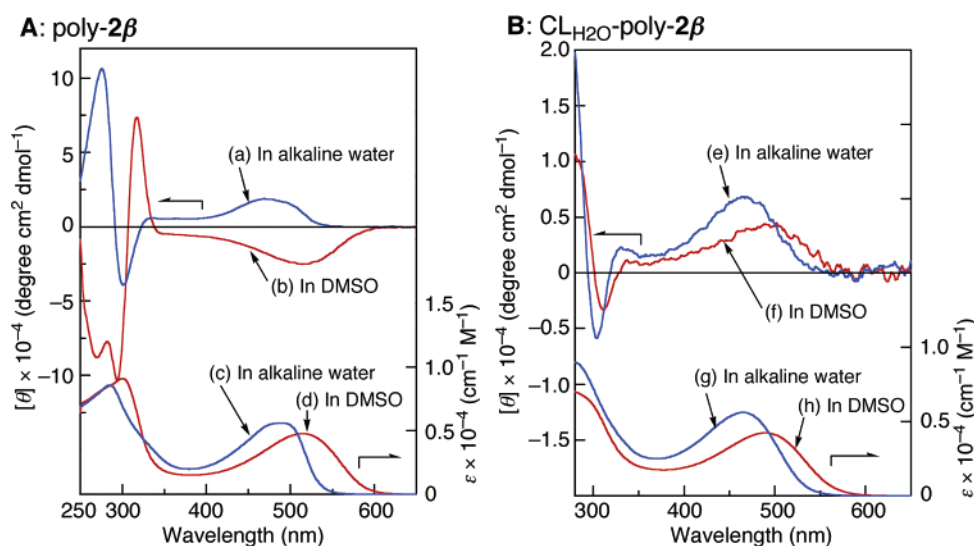 A: poly-2β
10
5
0
−5
−10
[θ] × 10⁻⁴ (degree cm² dmol⁻¹)
(a) In alkaline water
(b) In DMSO
(c) In alkaline water
(d) In DMSO
1.5
1.0
0.5
0
ε × 10⁻⁴ (cm⁻¹ M⁻¹)
250 300 400 500 600
Wavelength (nm)
B: CL_H2O-poly-2β
2.0
1.5
1.0
0.5
0
−0.5
−1.0
−1.5
[θ] × 10⁻⁴ (degree cm² dmol⁻¹)
(e) In alkaline water
(f) In DMSO
(g) In alkaline water
(h) In DMSO
1.0
0.5
0
ε × 10⁻⁴ (cm⁻¹ M⁻¹)
300 400 500 600
Wavelength (nm)